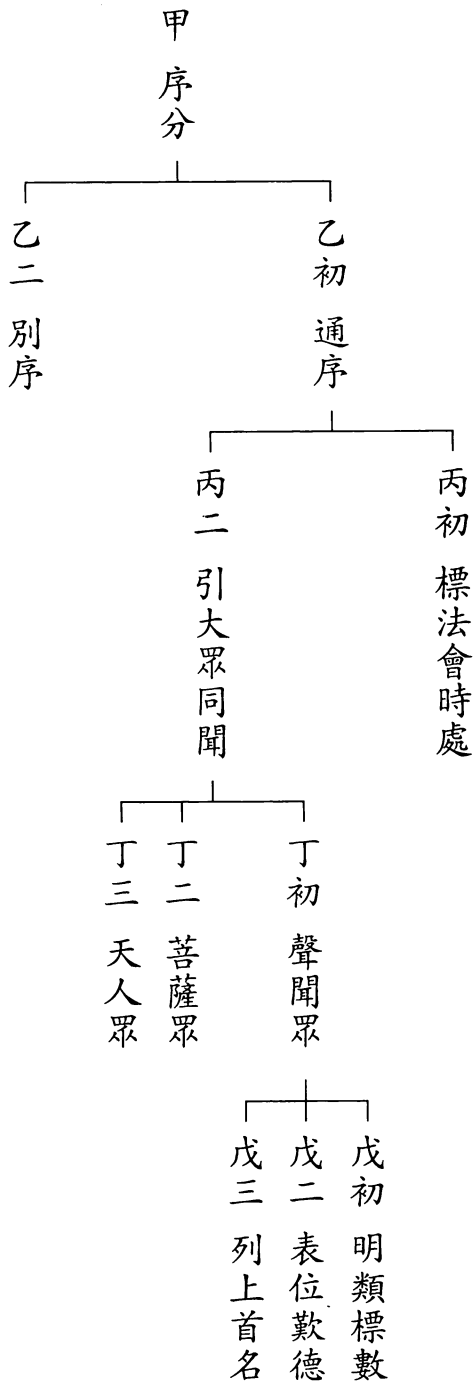 甲 序分
乙初 通序
乙二 別序
丙初 標法會時處
丙二 引大眾同聞
丁初 聲聞眾
丁二 菩薩眾
丁三 天人眾
戊初 明類標數
戊二 表位歎德
戊三 列上首名